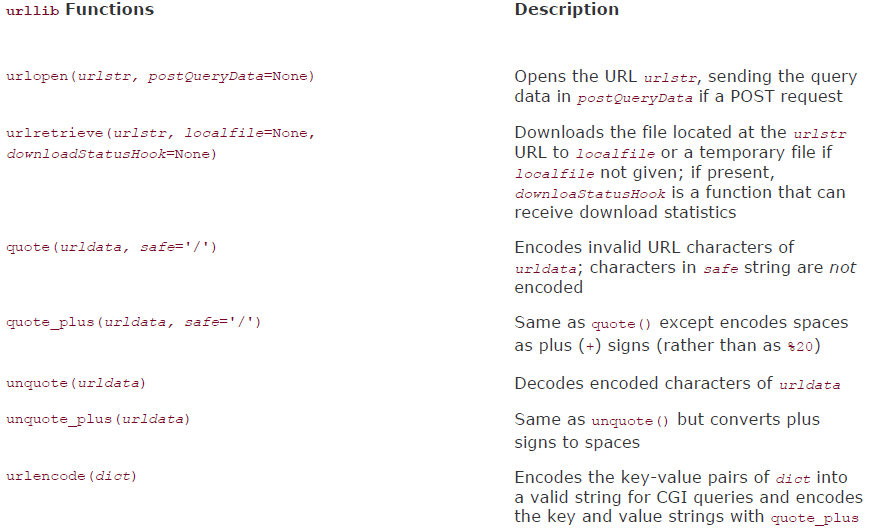 urllib Functions Description
urlopen(urlstr, postQueryData=None) Opens the URL urlstr, sending the query
data in postQueryData if a POST request
urlretrieve(urlstr, localfile=None, Downloads the file located at the urlstr
downloadStatusHook=None) URL to localfile or a temporary file if
localfile not given; if present,
downloaStatusHook is a function that can
receive download statistics
quote(urldata, safe='/') Encodes invalid URL characters of
urldata; characters in safe string are not
encoded
quote_plus(urldata, safe='/') Same as quote() except encodes spaces
as plus (+) signs (rather than as %20)
unquote(urldata) Decodes encoded characters of urldata
unquote_plus(urldata) Same as unquote() but converts plus
signs to spaces
urlencode(dict) Encodes the key-value pairs of dict into
a valid string for CGI queries and encodes
the key and value strings with quote_plus